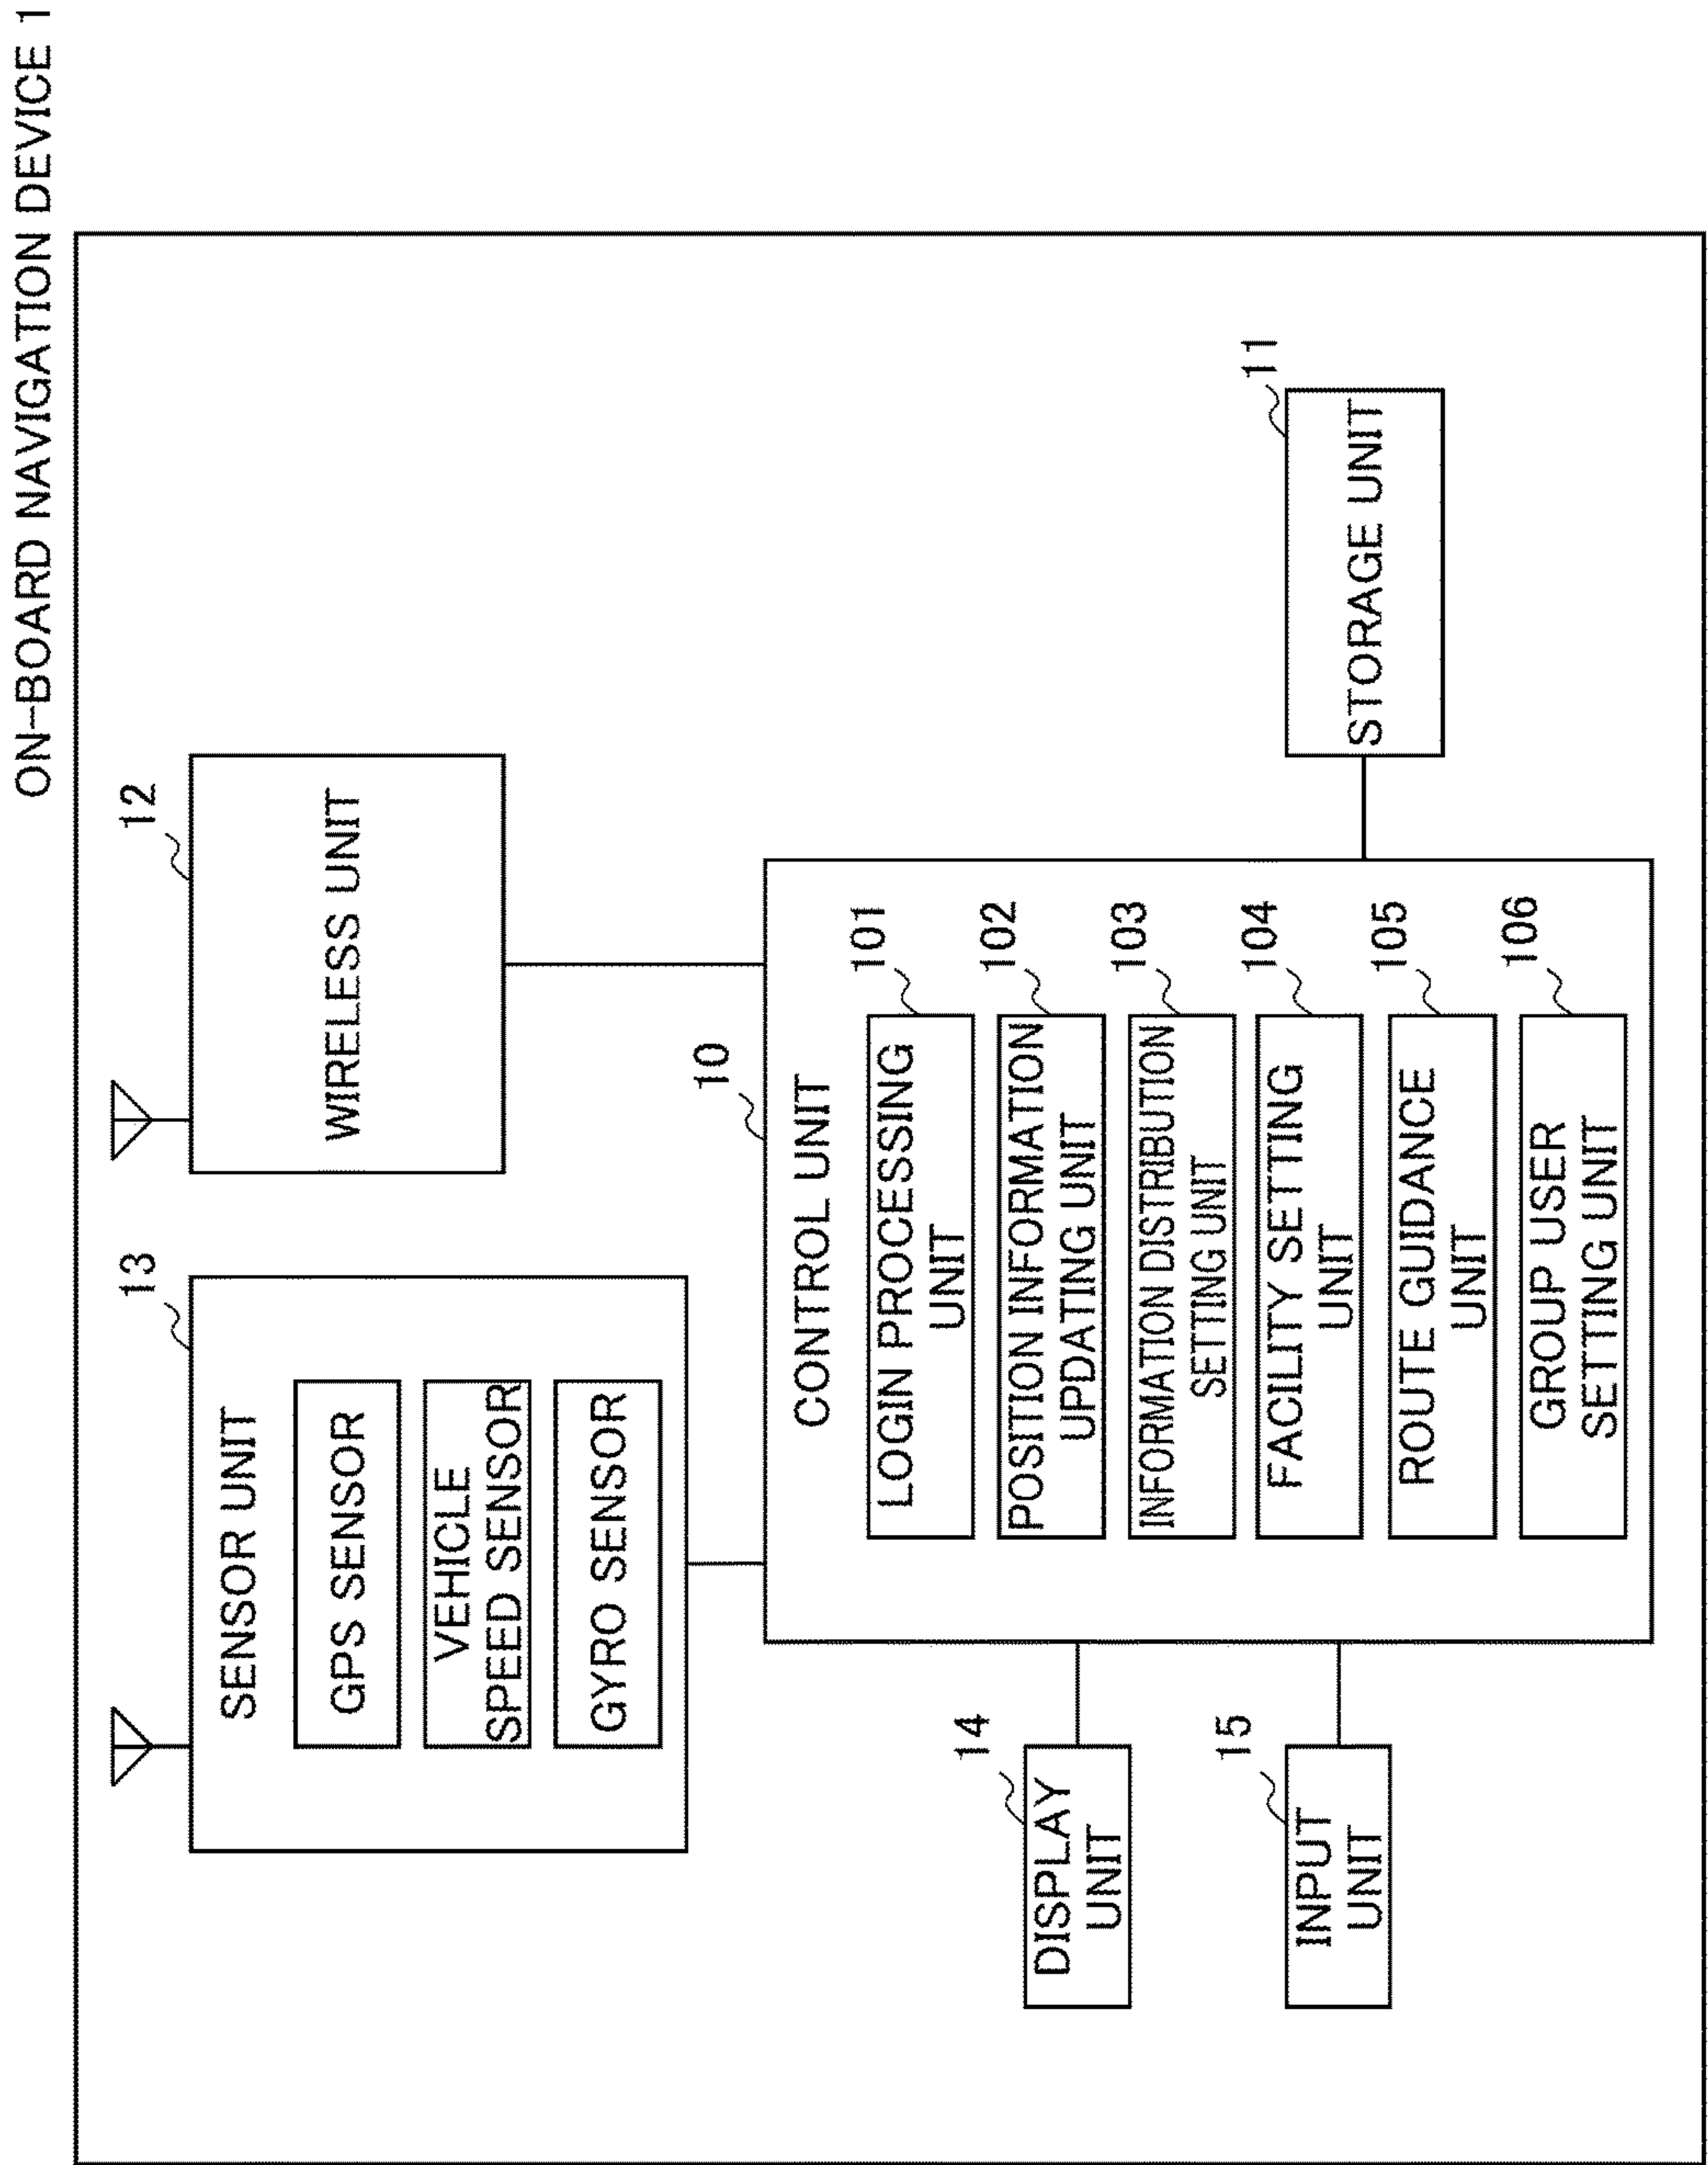 ON-BOARD NAVIGATION DEVICE 1
13
SENSOR UNIT
GPS SENSOR
VEHICLE
SPEED SENSOR
GYRO SENSOR
12
WIRELESS UNIT
10
CONTROL UNIT
101
LOGIN PROCESSING
UNIT
102
POSITION INFORMATION
UPDATING UNIT
103
INFORMATION DISTRIBUTION
SETTING UNIT
104
FACILITY SETTING
UNIT
105
ROUTE GUIDANCE
UNIT
106
GROUP USER
SETTING UNIT
14
DISPLAY
UNIT
15
INPUT
UNIT
11
STORAGE UNIT